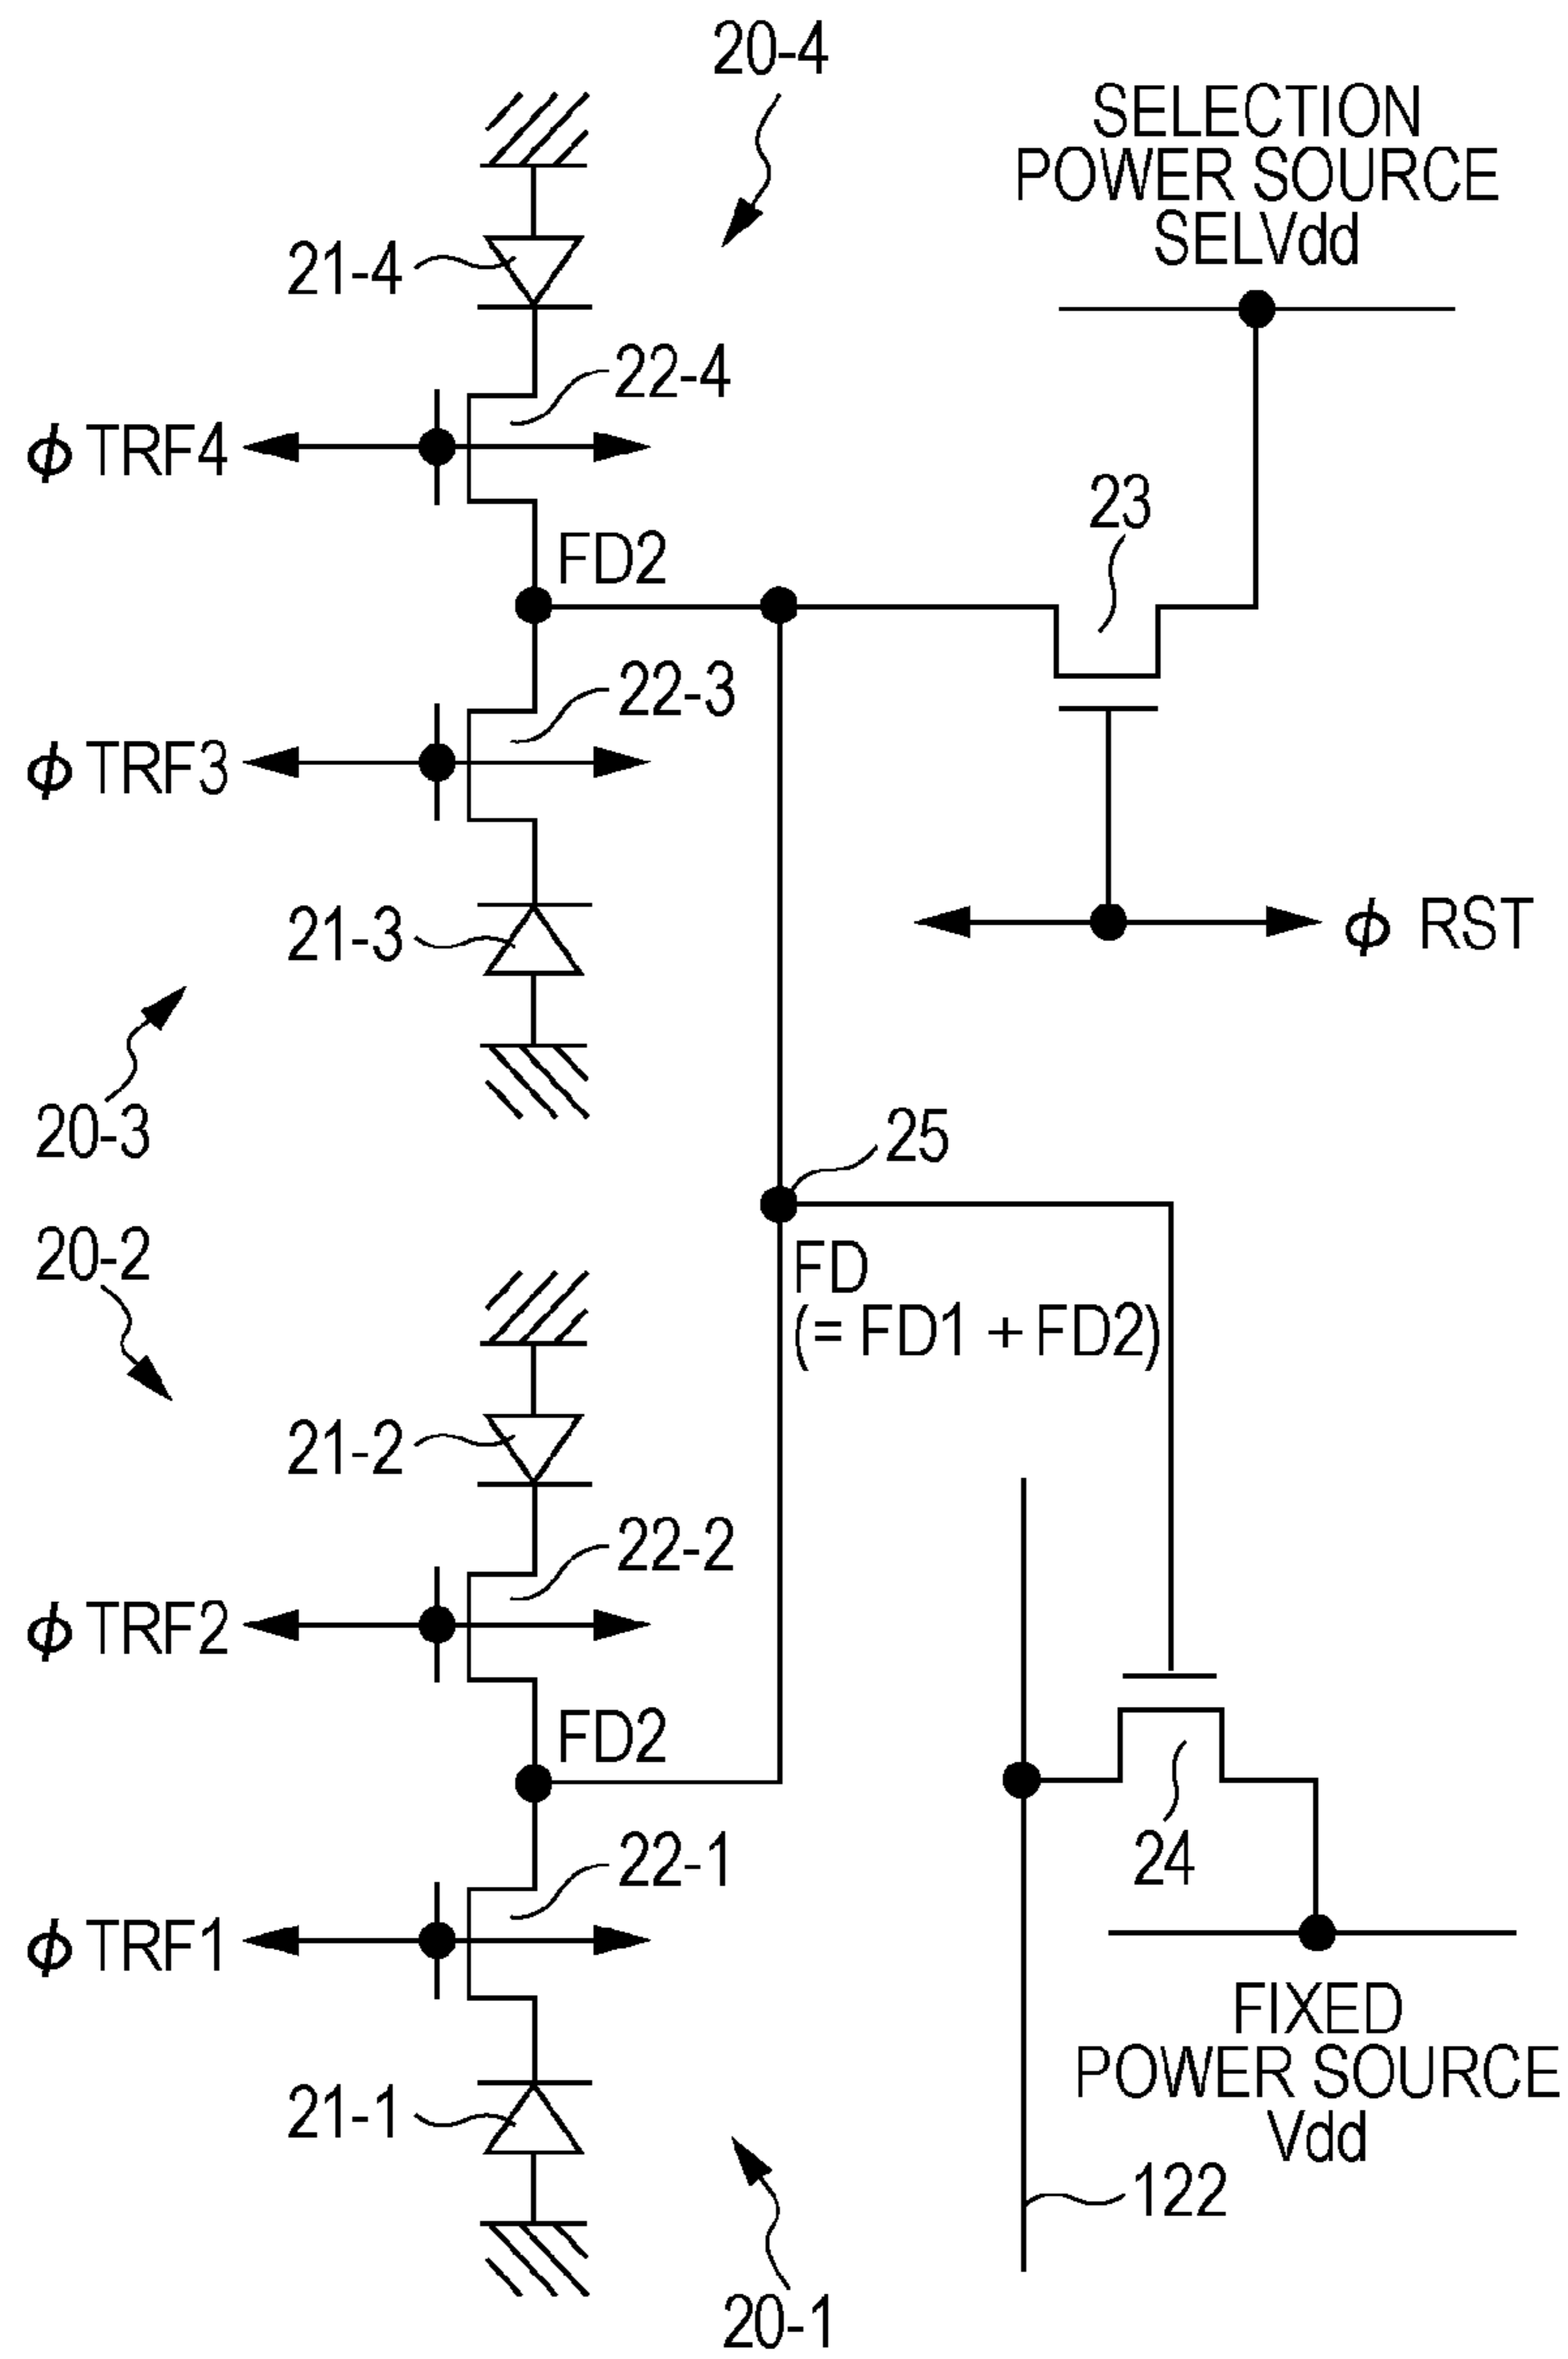 20-4
SELECTION
POWER SOURCE
SELVdd
21-4
22-4
ϕ TRF4
23
FD2
22-3
ϕ TRF3
21-3
ϕ RST
20-3
25
20-2
FD
(= FD1 + FD2)
21-2
22-2
ϕ TRF2
FD2
24
22-1
ϕ TRF1
FIXED
POWER SOURCE
Vdd
21-1
122
20-1